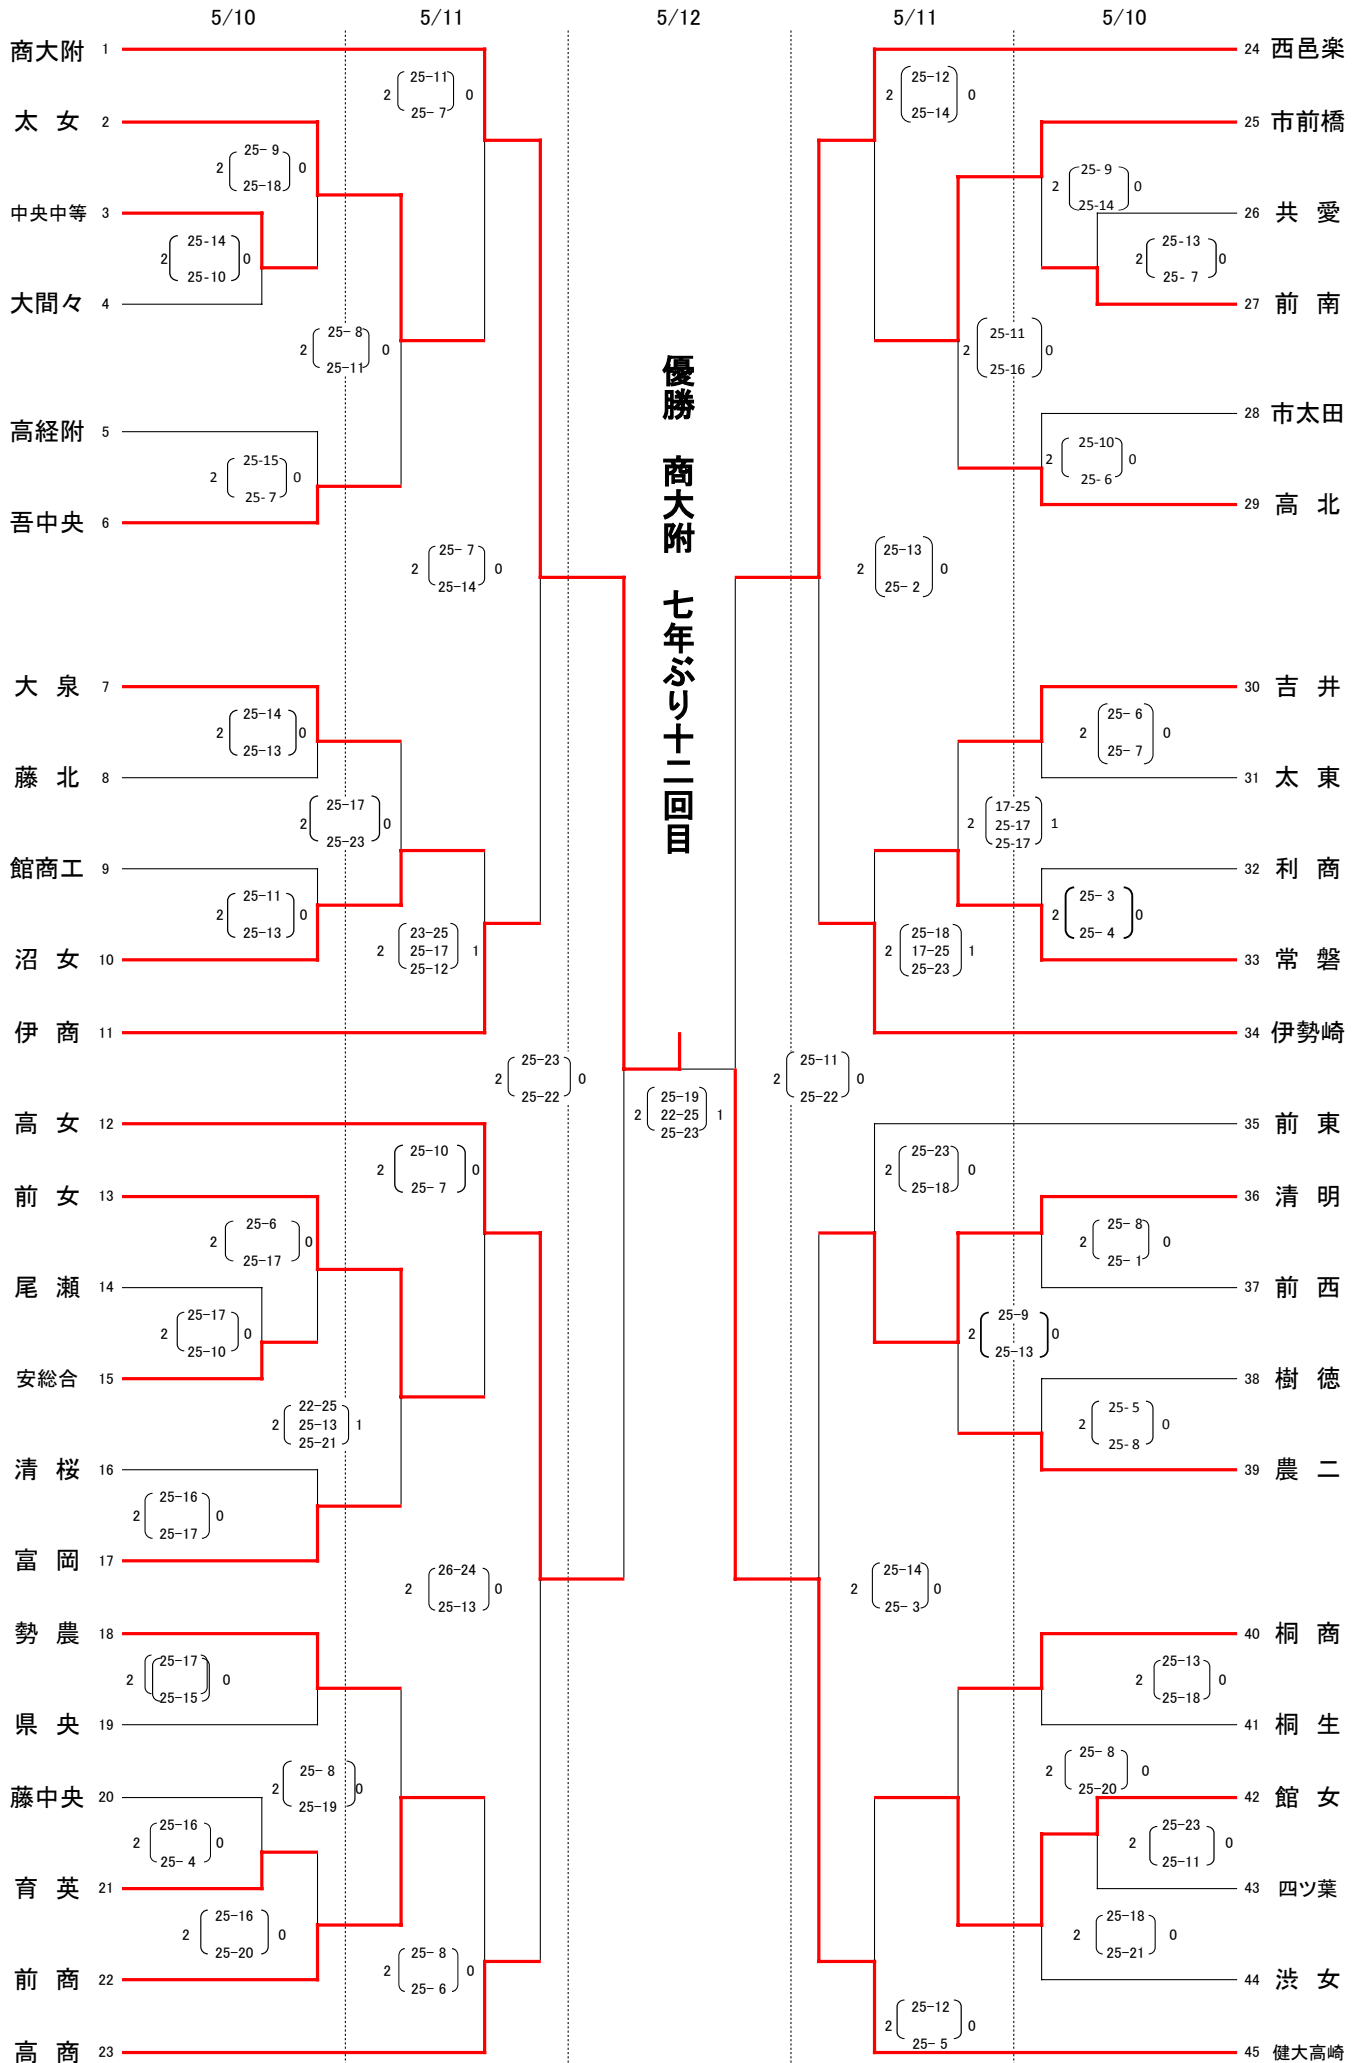 5/10 5/11 5/12 5/11 5/10
優勝　商大附　七年ぶり十二回目
商大附 1
2 25-11 0
25- 7
太 女 2
2 25- 9 0
25-18
中央中等 3
2 25-14 0
25-10
大間々 4
2 25- 8 0
25-11
高経附 5
2 25-15 0
25- 7
吾中央 6
2 25- 7 0
25-14
大 泉 7
2 25-14 0
25-13
藤 北 8
2 25-17 0
25-23
館商工 9
2 25-11 0
25-13
沼 女 10
2 23-25 1
25-17
25-12
伊 商 11
2 25-23 0
25-22
高 女 12
2 25-10 0
25- 7
前 女 13
2 25-6 0
25-17
尾 瀬 14
2 25-17 0
25-10
安総合 15
2 22-25 1
25-13
25-21
清 桜 16
2 25-16 0
25-17
富 岡 17
2 26-24 0
25-13
勢 農 18
2 25-17 0
25-15
県 央 19
2 25- 8 0
25-19
藤中央 20
2 25-16 0
25- 4
育 英 21
2 25-16 0
25-20
前 商 22
2 25- 8 0
25- 6
高 商 23
2 25-19 1
22-25
25-23
24 西邑楽
2 25-12 0
25-14
25 市前橋
2 25- 9 0
25-14
26 共 愛
2 25-13 0
25- 7
27 前 南
2 25-11 0
25-16
28 市太田
2 25-10 0
25- 6
29 高 北
2 25-13 0
25- 2
30 吉 井
2 25- 6 0
25- 7
31 太 東
2 17-25 1
25-17
25-17
32 利 商
2 25- 3 0
25- 4
33 常 磐
2 25-18 1
17-25
25-23
34 伊勢崎
2 25-11 0
25-22
35 前 東
2 25-23 0
25-18
36 清 明
2 25- 8 0
25- 1
37 前 西
2 25-9 0
25-13
38 樹 徳
2 25- 5 0
25- 8
39 農 二
2 25-14 0
25- 3
40 桐 商
2 25-13 0
25-18
41 桐 生
2 25- 8 0
25-20
42 館 女
2 25-23 0
25-11
43 四ツ葉
2 25-18 0
25-21
44 渋 女
2 25-12 0
25- 5
45 健大高崎